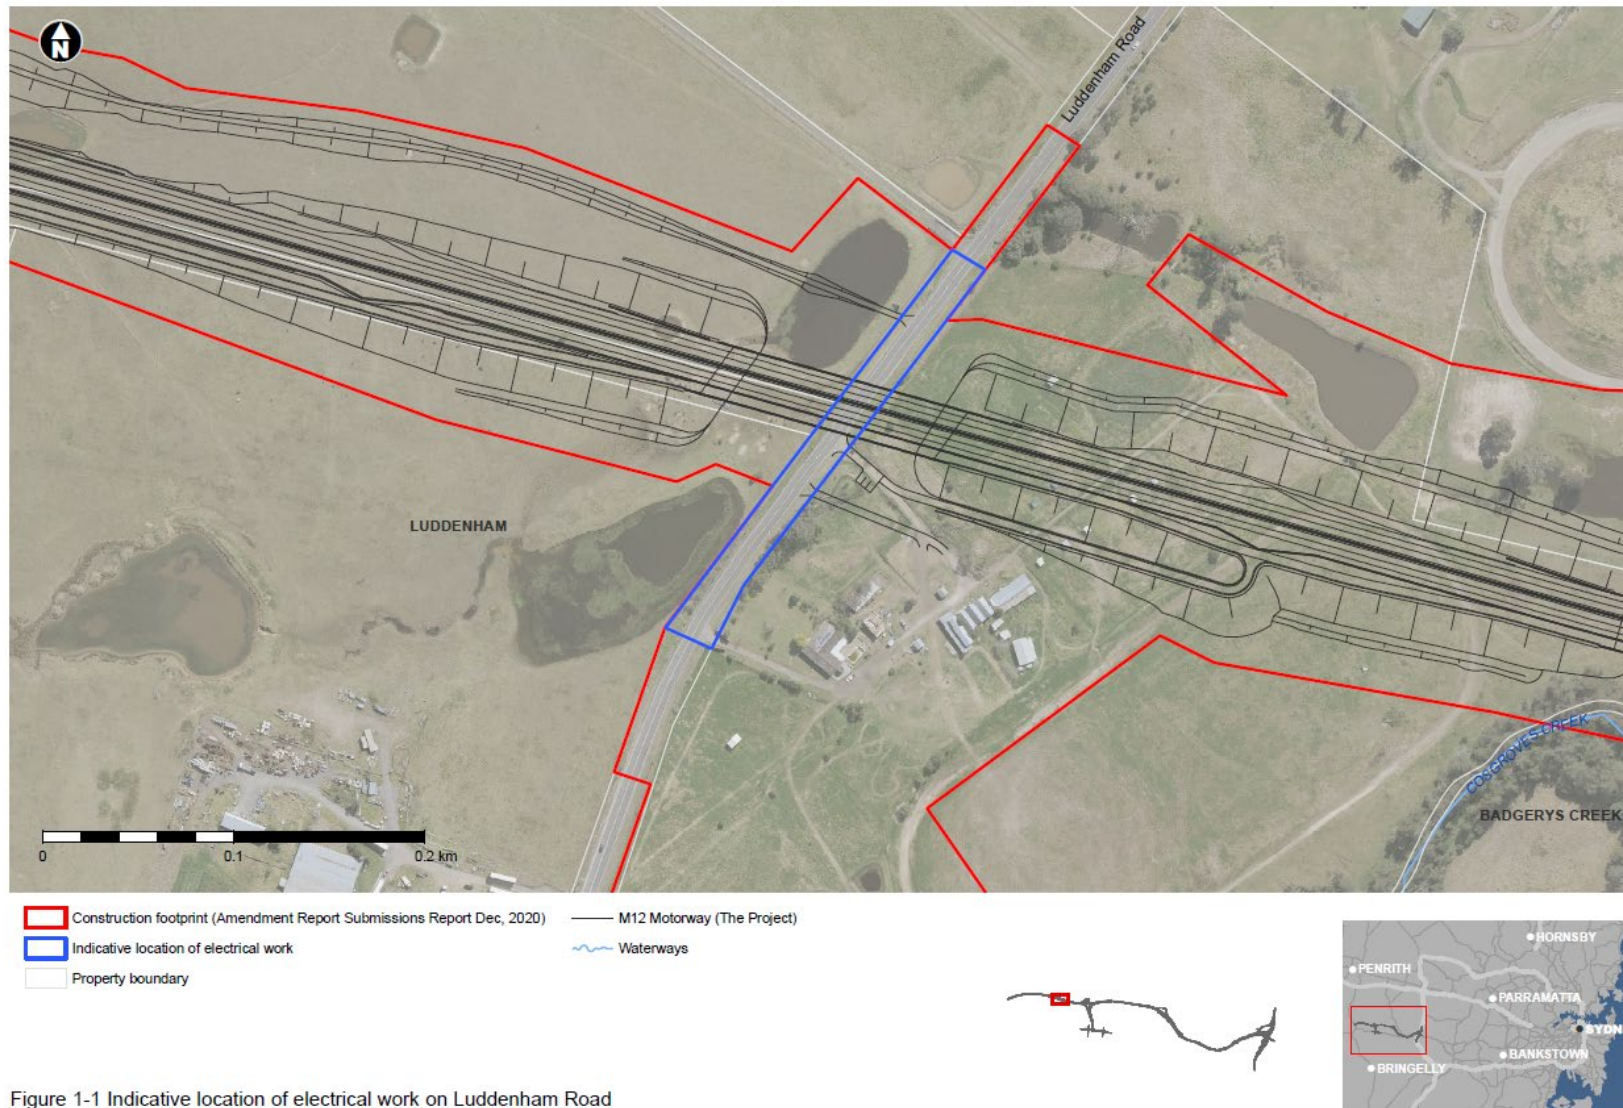 N
Luddenham Road
LUDDENHAM
COSGROVES CREEK
BADGERYS CREEK
0 0.1 0.2 km
Construction footprint (Amendment Report Submissions Report Dec, 2020)
M12 Motorway (The Project)
Indicative location of electrical work
Waterways
Property boundary
HORNSBY
PENRITH
PARRAMATTA
SYDN
BANKSTOWN
BRINGELLY
Figure 1-1 Indicative location of electrical work on Luddenham Road